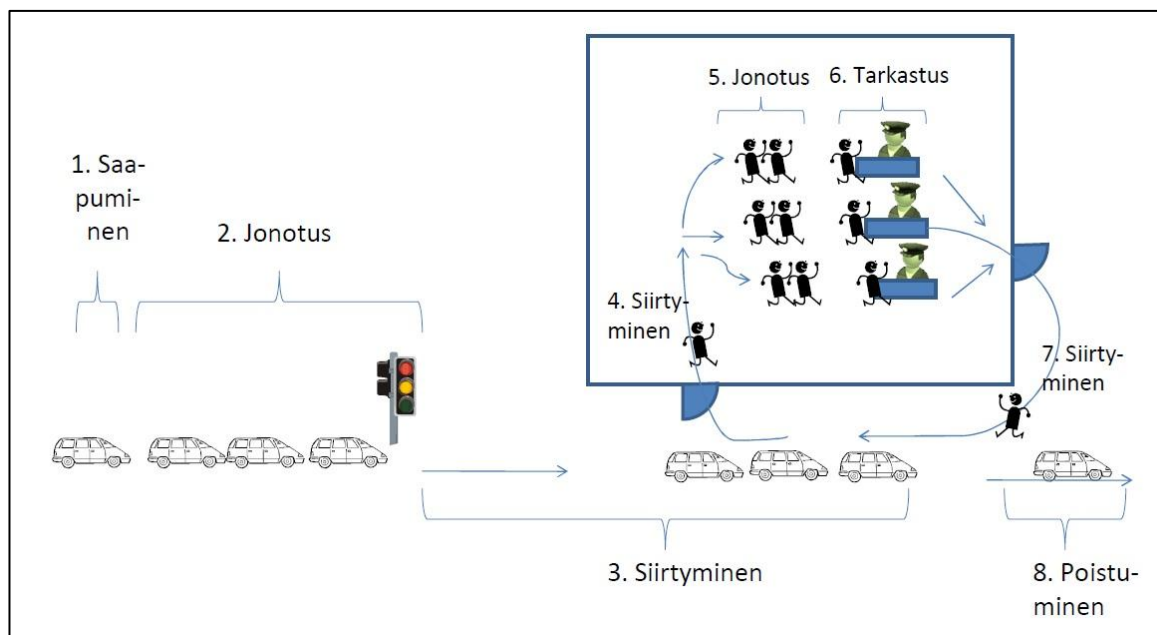 1. Saa-
pumi-
nen
2. Jonotus
3. Siirtyminen
4. Siirty-
minen
5. Jonotus
6. Tarkastus
7. Siirty-
minen
8. Poistu-
minen